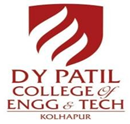 DY PATIL
COLLEGE of
ENGG & TECH
KOLHAPUR